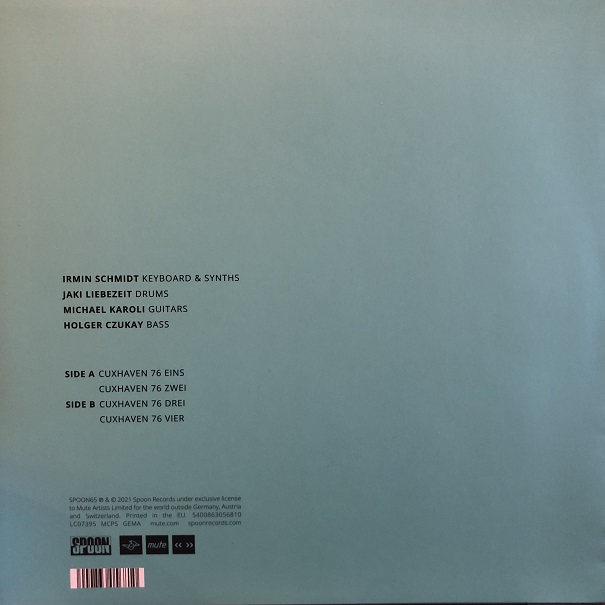 IRMIN SCHMIDT KEYBOARD & SYNTHS
JAKI LIEBEZEIT DRUMS
MICHAEL KAROLI GUITARS
HOLGER CZUKAY BASS
SIDE A CUXHAVEN 76 EINS
CUXHAVEN 76 ZWEI
SIDE B CUXHAVEN 76 DREI
CUXHAVEN 76 VIER
SPOON65 ℗ & © 2021 Spoon Records under exclusive license
to Mute Artists Limited for the world outside Germany, Austria
and Switzerland. Printed in the EU. 5400863056810
LC07395 MCPS GEMA mute.com spoonrecords.com
SPOON mute